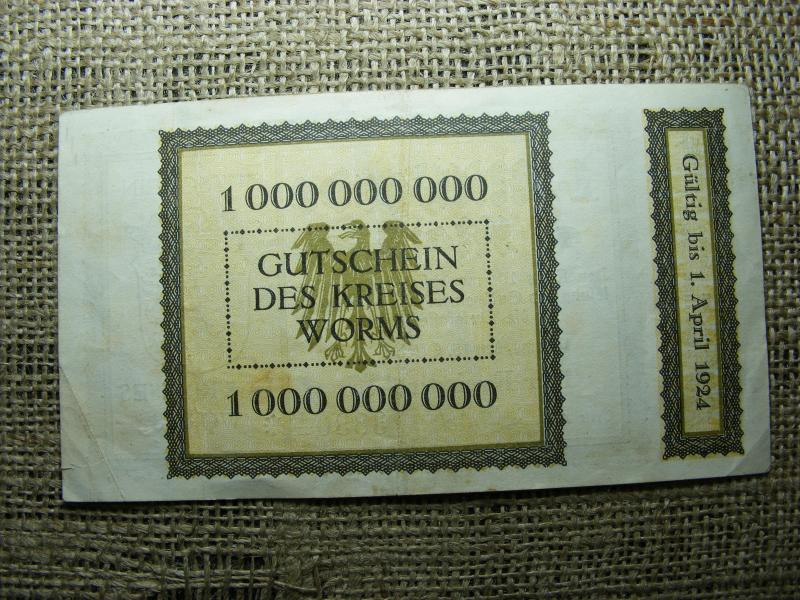 1 000 000 000
GUTSCHEIN
DES KREISES
WORMS
1 000 000 000
Gültig bis 1. April 1924